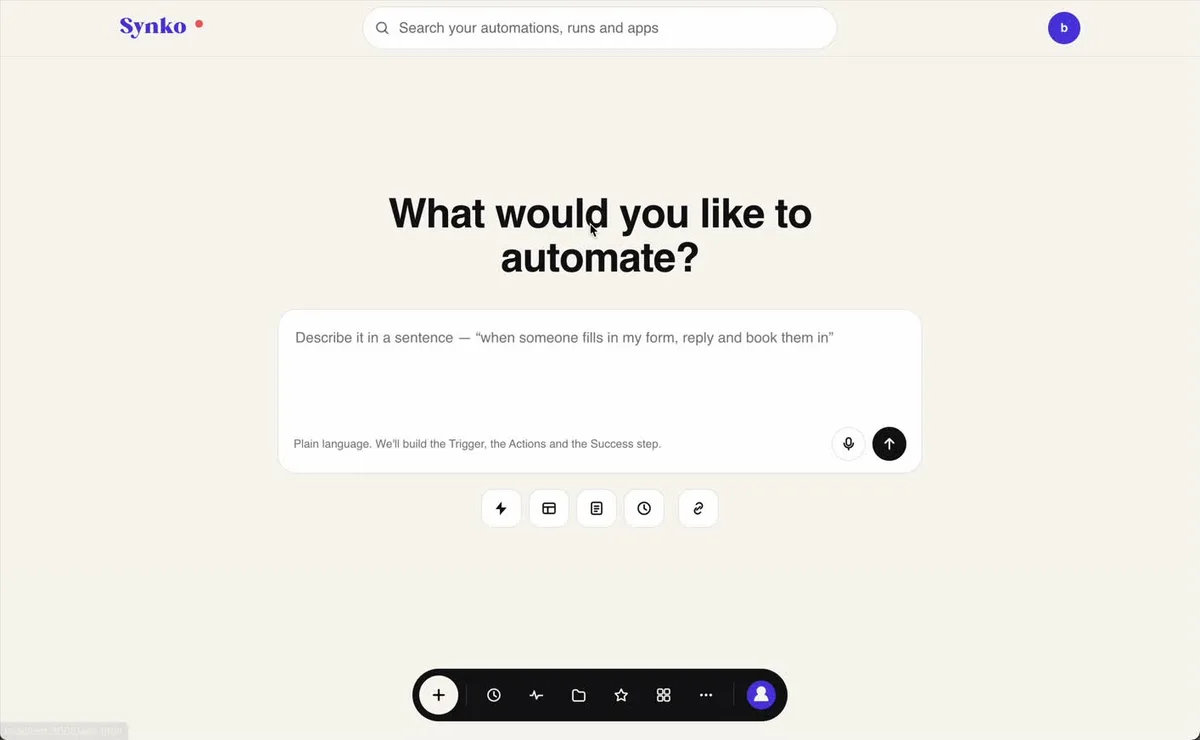 Synko
Search your automations, runs and apps
b
What would you like to
automate?
Describe it in a sentence — “when someone fills in my form, reply and book them in”
Plain language. We'll build the Trigger, the Actions and the Success step.